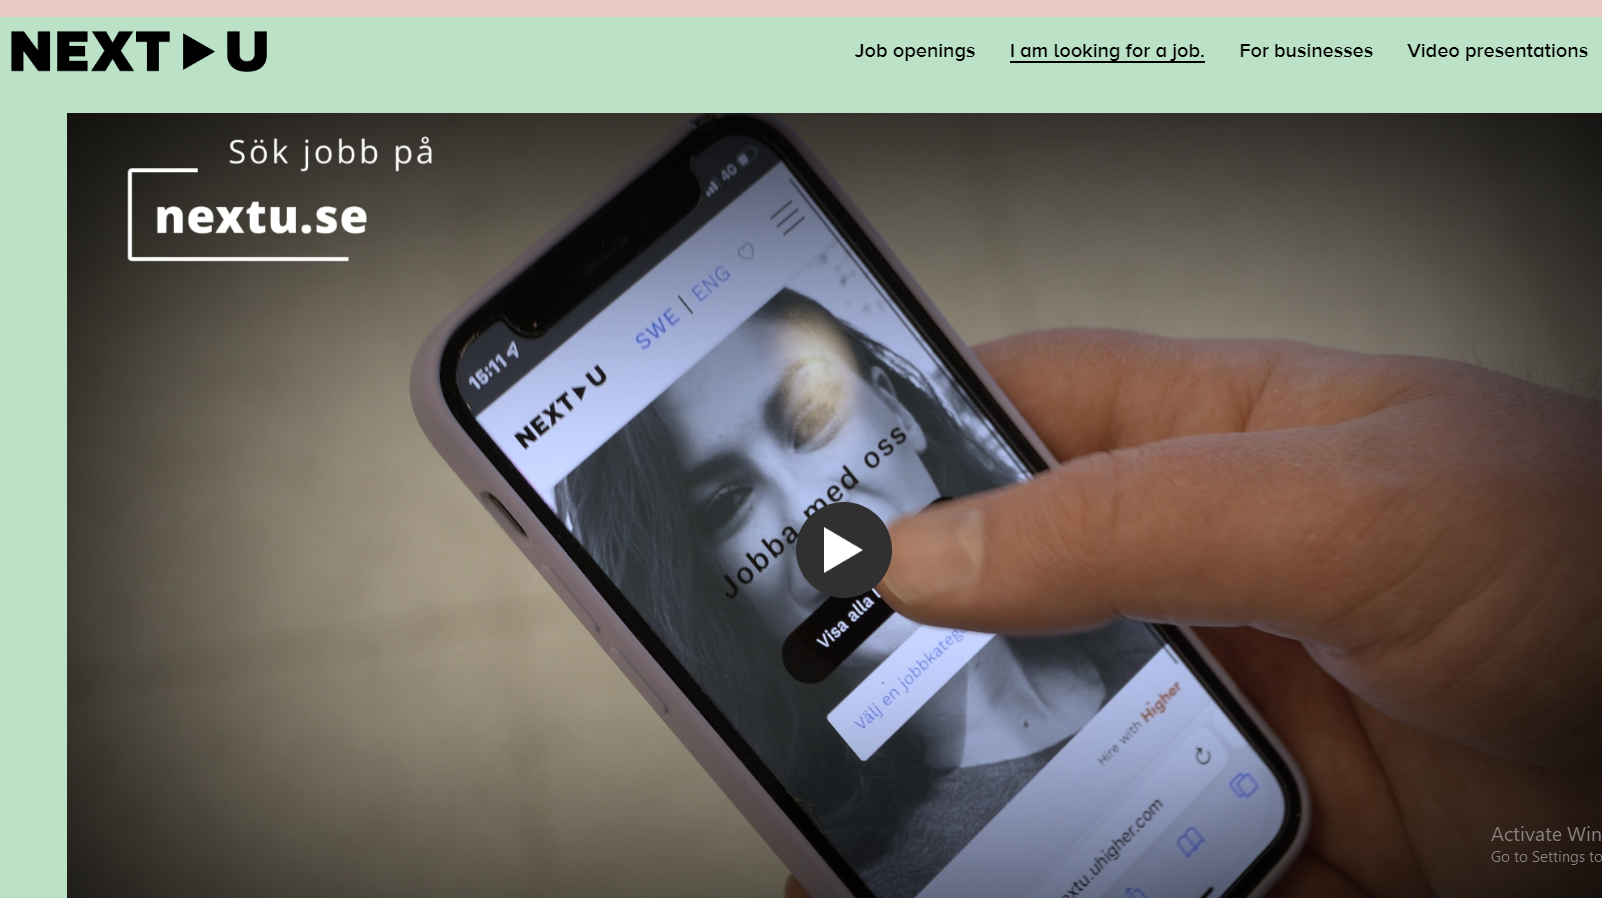 NEXT▶U
Job openings
I am looking for a job.
For businesses
Video presentations
Sök jobb på
nextu.se
15:11
4G
NEXT▶U
SWE | ENG
Jobba med oss
Visa alla
Välj en
Hire with Higher
nextu.uhigher.com
Activate Win
Go to Settings to